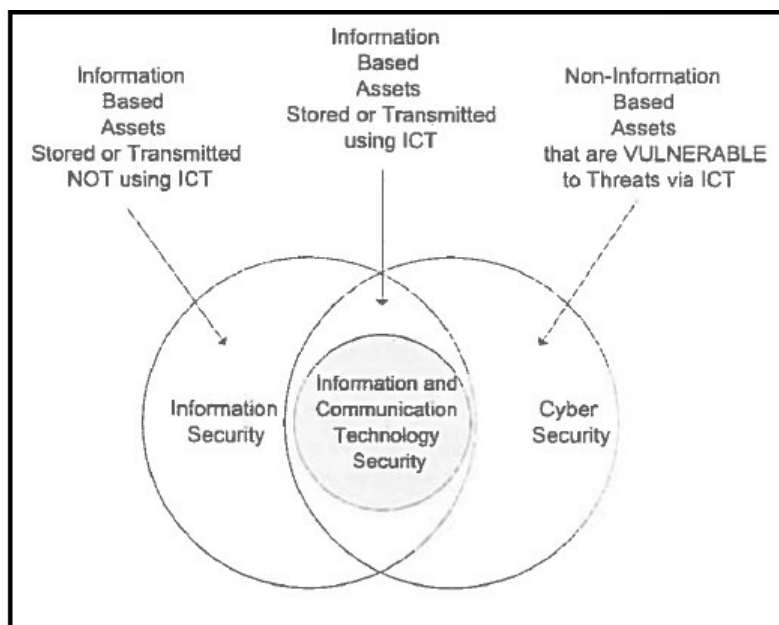 Information
Based
Assets
Stored or Transmitted
NOT using ICT
Information
Based
Assets
Stored or Transmitted
using ICT
Non-Information
Based
Assets
that are VULNERABLE
to Threats via ICT
Information
Security
Information and
Communication
Technology
Security
Cyber
Security